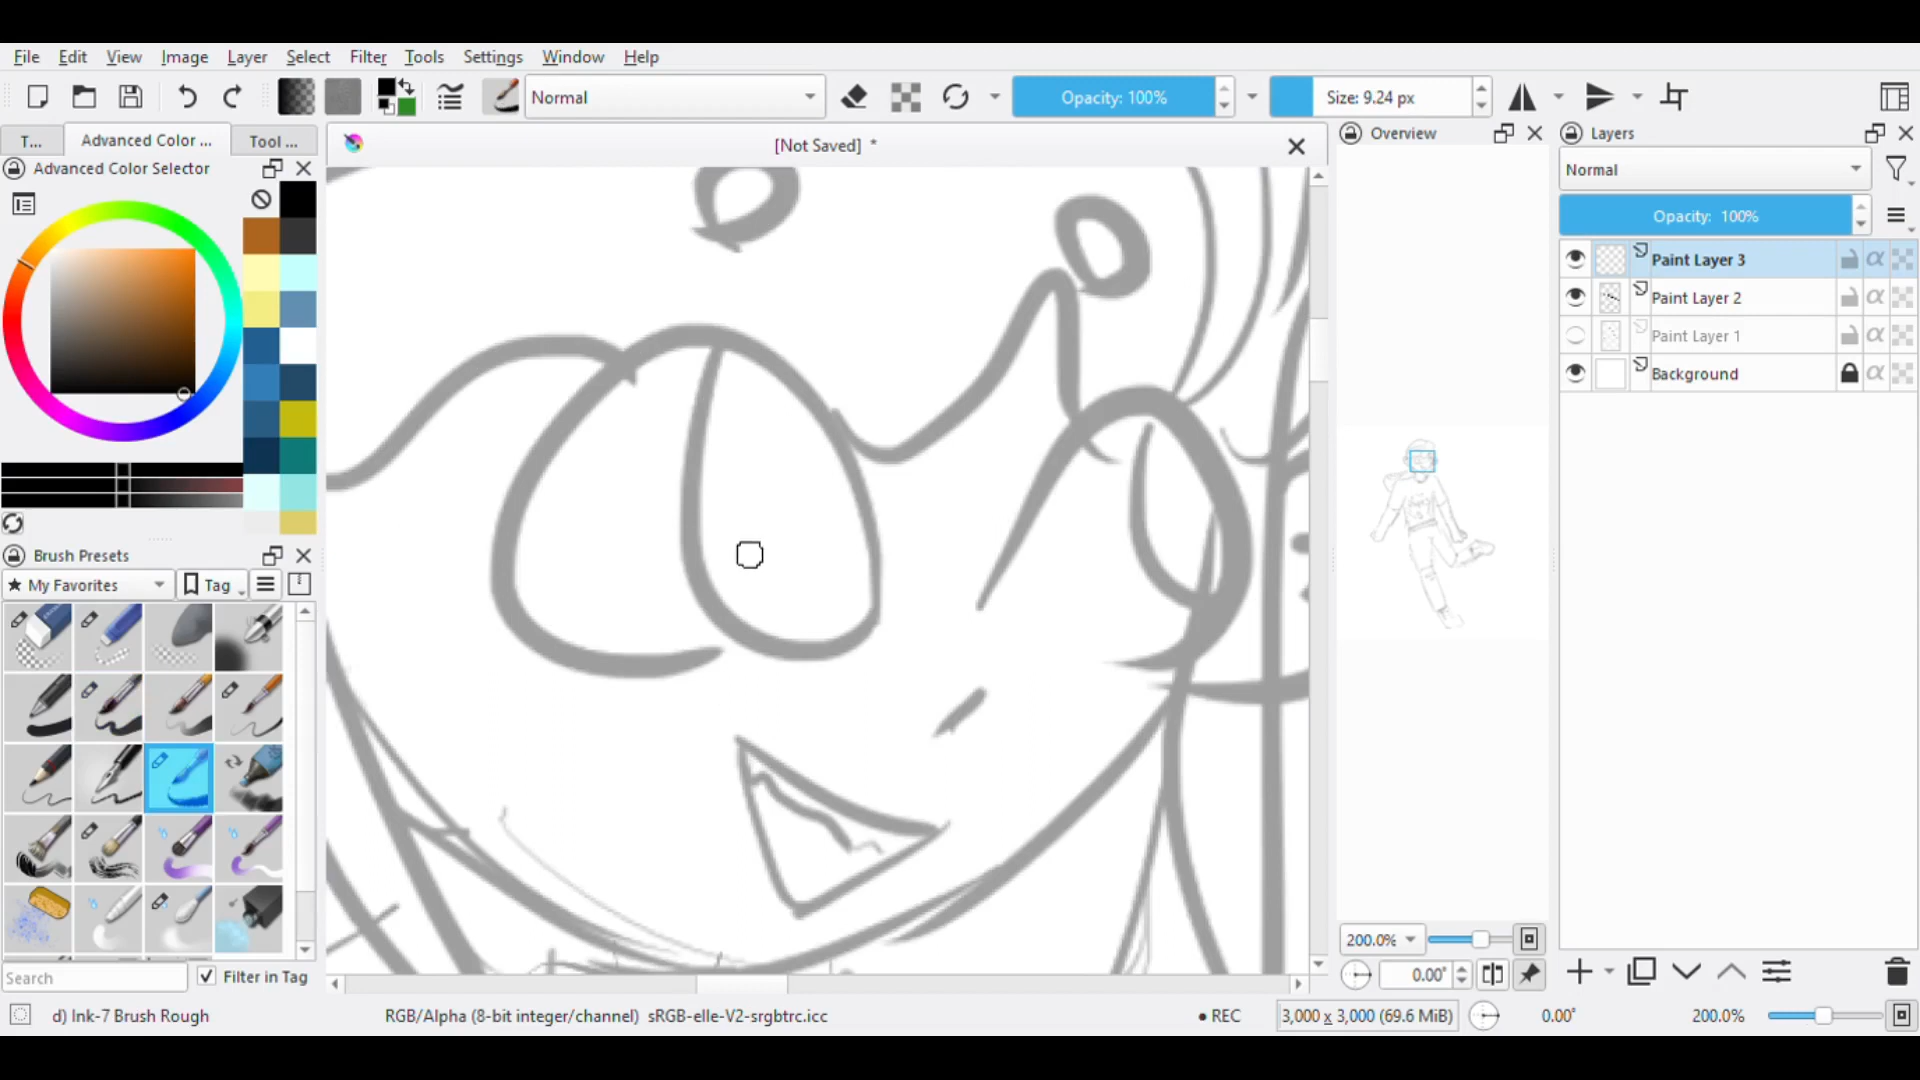 File Edit View Image Layer Select Filter Tools Settings Window Help
Normal
Opacity: 100%
Size: 9.24 px
T... Advanced Color ... Tool ...
[Not Saved] *
Overview
Layers
Advanced Color Selector
Normal
Opacity: 100%
Paint Layer 3
Paint Layer 2
Paint Layer 1
Background
Brush Presets
My Favorites
Tag
Search
Filter in Tag
200.0%
0.00°
d) Ink-7 Brush Rough
RGB/Alpha (8-bit integer/channel) sRGB-elle-V2-srgbtrc.icc
REC
3,000 x 3,000 (69.6 MiB)
0.00°
200.0%